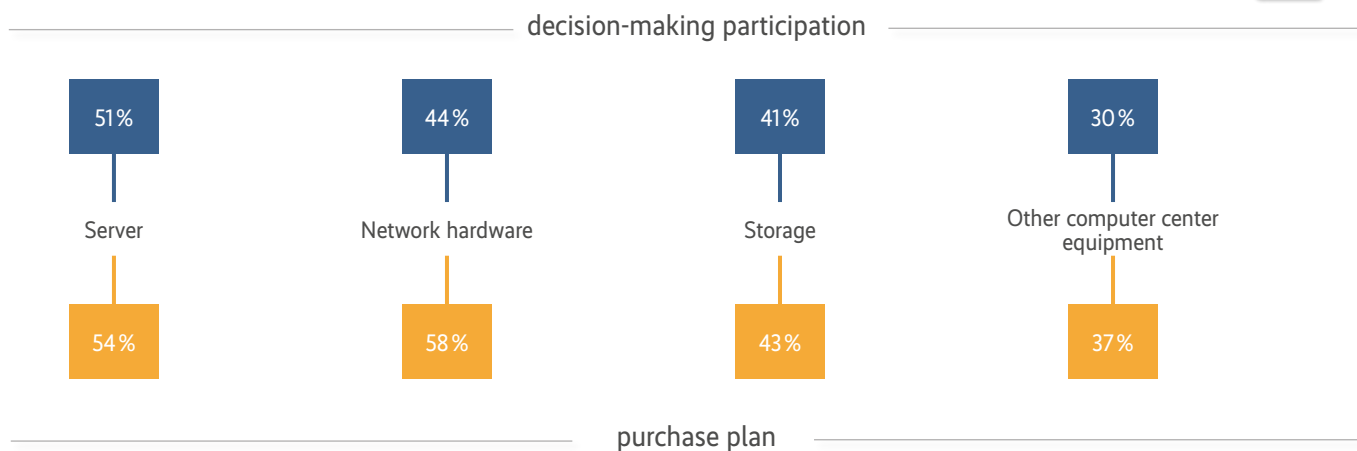 decision-making participation
51%
44%
41%
30%
Server
Network hardware
Storage
Other computer center
equipment
54%
58%
43%
37%
purchase plan